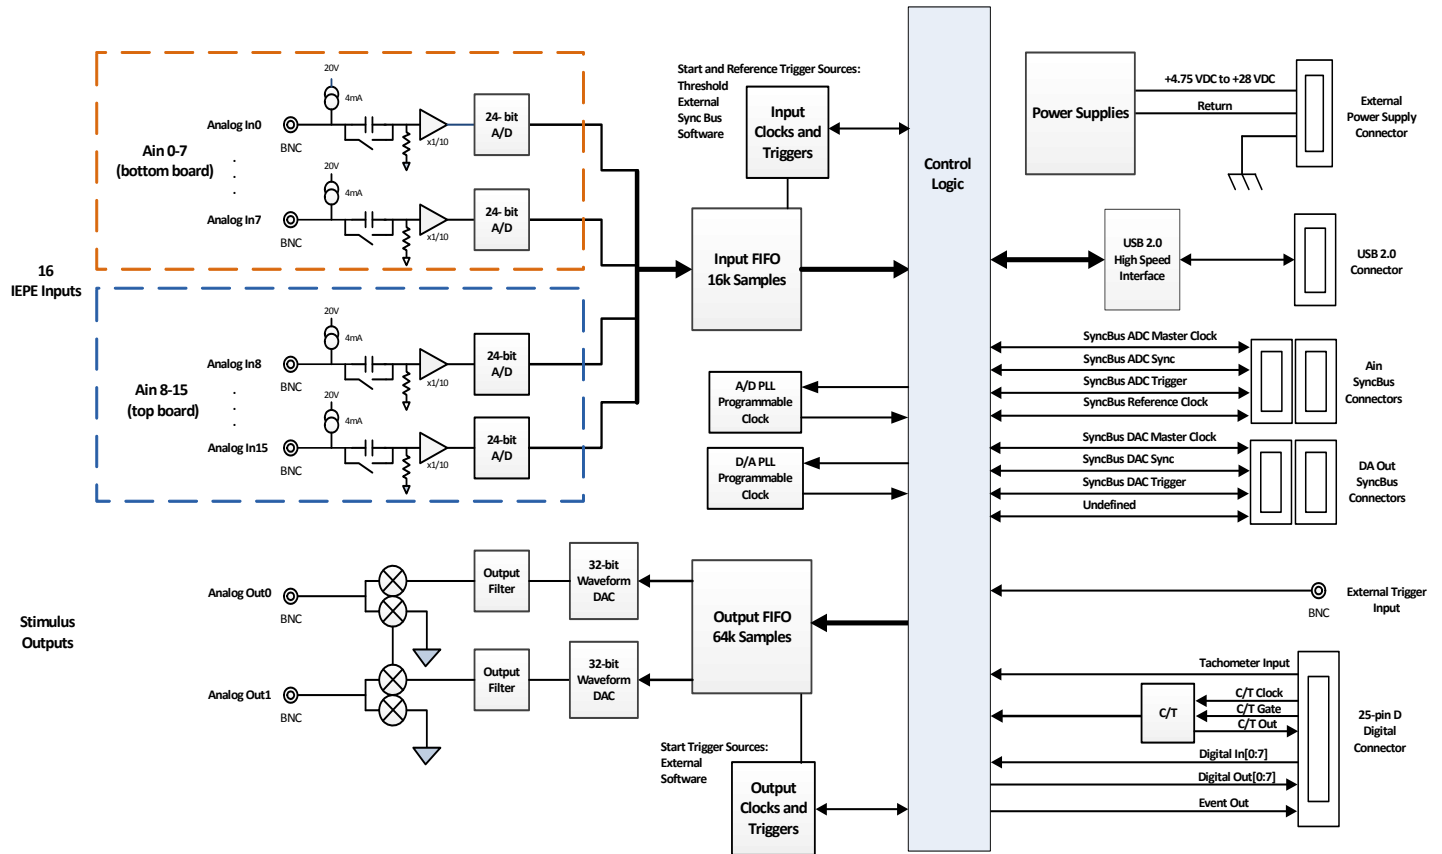 16
IEPE Inputs
Ain 0-7
(bottom board)
20V
4mA
Analog In0
BNC
x1/10
24- bit
A/D
.
.
.
20V
4mA
Analog In7
BNC
x1/10
24- bit
A/D
Ain 8-15
(top board)
20V
4mA
Analog In8
BNC
x1/10
24-bit
A/D
.
.
.
20V
4mA
Analog In15
BNC
x1/10
24-bit
A/D
Start and Reference Trigger Sources:
Threshold
External
Sync Bus
Software
Input
Clocks and
Triggers
Input FIFO
16k Samples
A/D PLL
Programmable
Clock
D/A PLL
Programmable
Clock
Control
Logic
Power Supplies
+4.75 VDC to +28 VDC
Return
External
Power Supply
Connector
USB 2.0
High Speed
Interface
USB 2.0
Connector
SyncBus ADC Master Clock
SyncBus ADC Sync
SyncBus ADC Trigger
SyncBus Reference Clock
Ain
SyncBus
Connectors
SyncBus DAC Master Clock
SyncBus DAC Sync
SyncBus DAC Trigger
Undefined
DA Out
SyncBus
Connectors
Stimulus
Outputs
Analog Out0
BNC
Output
Filter
32-bit
Waveform
DAC
Analog Out1
BNC
Output
Filter
32-bit
Waveform
DAC
Output FIFO
64k Samples
Start Trigger Sources:
External
Software
Output
Clocks and
Triggers
BNC
External Trigger
Input
Tachometer Input
C/T
C/T Clock
C/T Gate
C/T Out
Digital In[0:7]
Digital Out[0:7]
Event Out
25-pin D
Digital
Connector